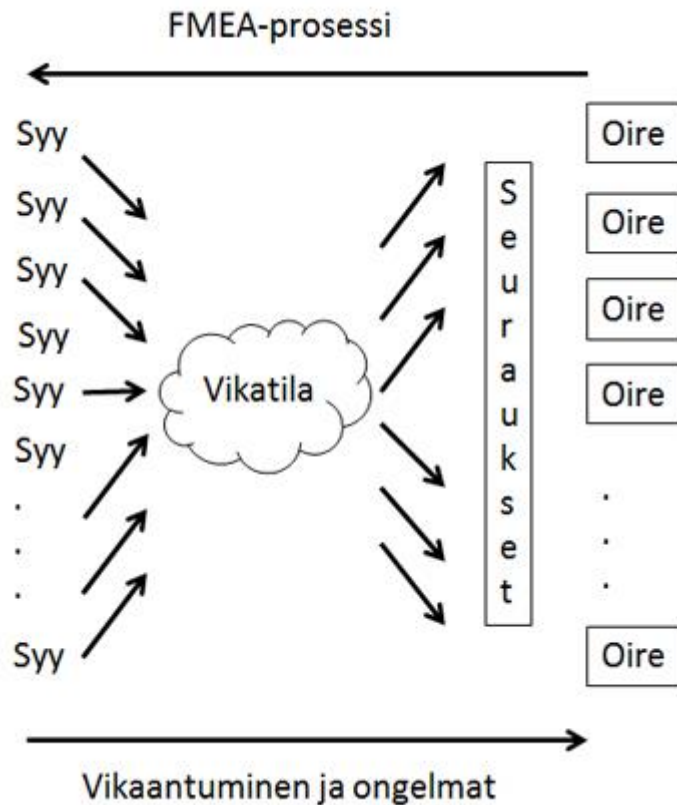 FMEA-prosessi
Syy
Syy
Syy
Syy
Syy
Syy
.
.
.
Syy
Vikatila
Seuraukset
Oire
Oire
Oire
Oire
.
.
.
Oire
Vikaantuminen ja ongelmat